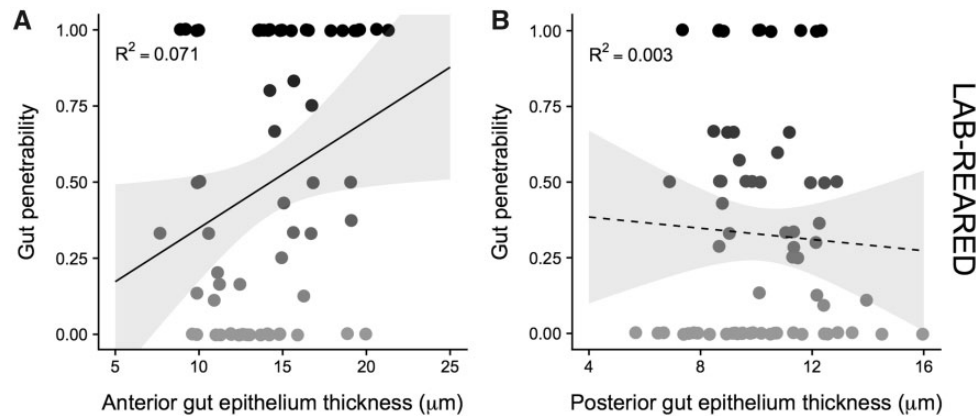 A
B
R² = 0.071
R² = 0.003
Gut penetrability
1.00
0.75
0.50
0.25
0.00
5 10 15 20 25
Anterior gut epithelium thickness (μm)
Gut penetrability
1.00
0.75
0.50
0.25
0.00
4 8 12 16
Posterior gut epithelium thickness (μm)
LAB-REARED